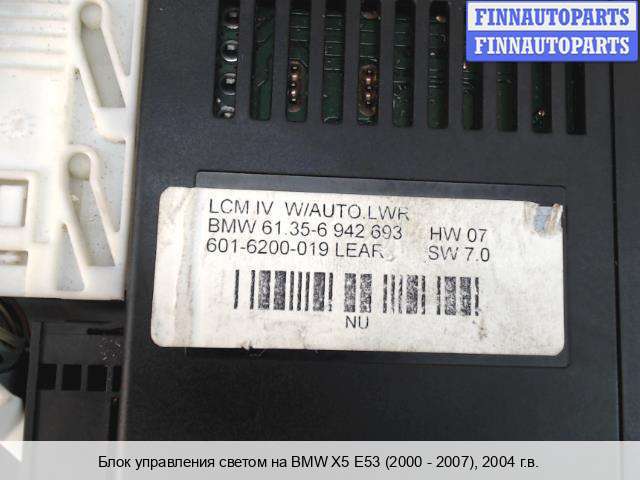 FINNAUTOPARTS
FINNAUTOPARTS
LCM IV W/AUTO.LWR
BMW 61.35-6 942 693 HW 07
601-6200-019 LEAR SW 7.0
NU
Блок управления светом на BMW X5 E53 (2000 - 2007), 2004 г.в.